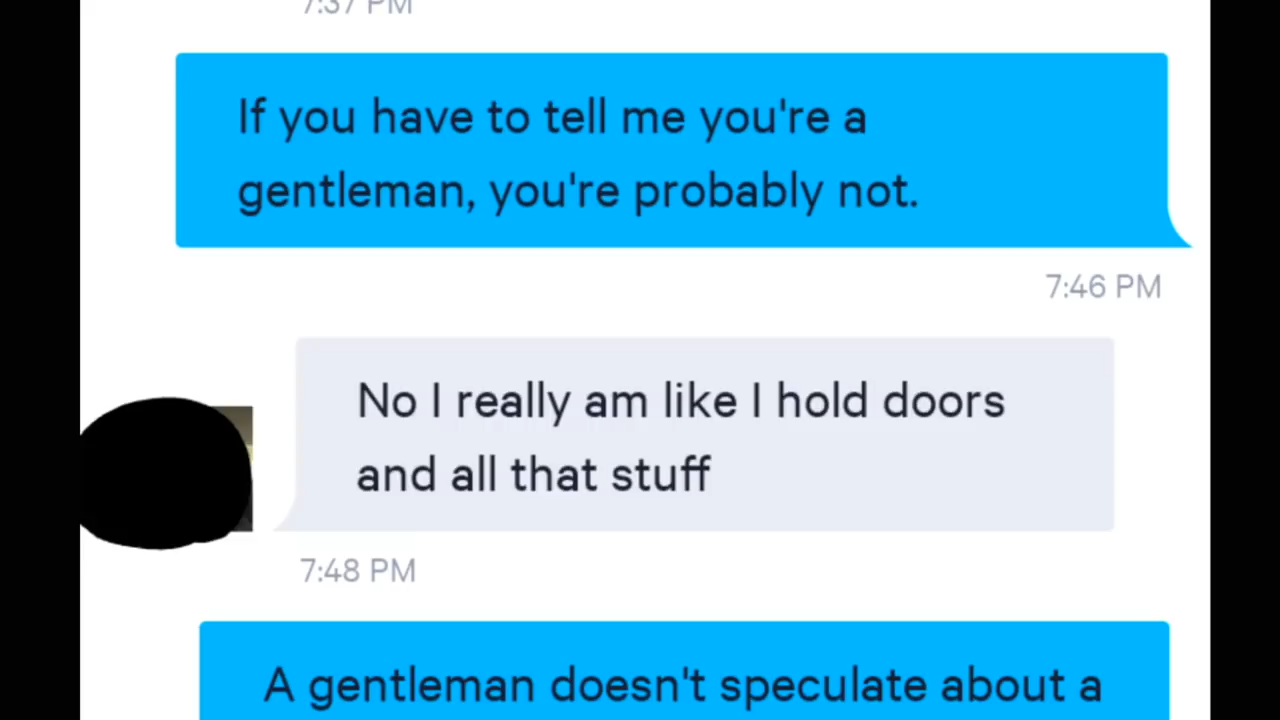 7:37 PM
If you have to tell me you're a
gentleman, you're probably not.
7:46 PM
No I really am like I hold doors
and all that stuff
7:48 PM
A gentleman doesn't speculate about a